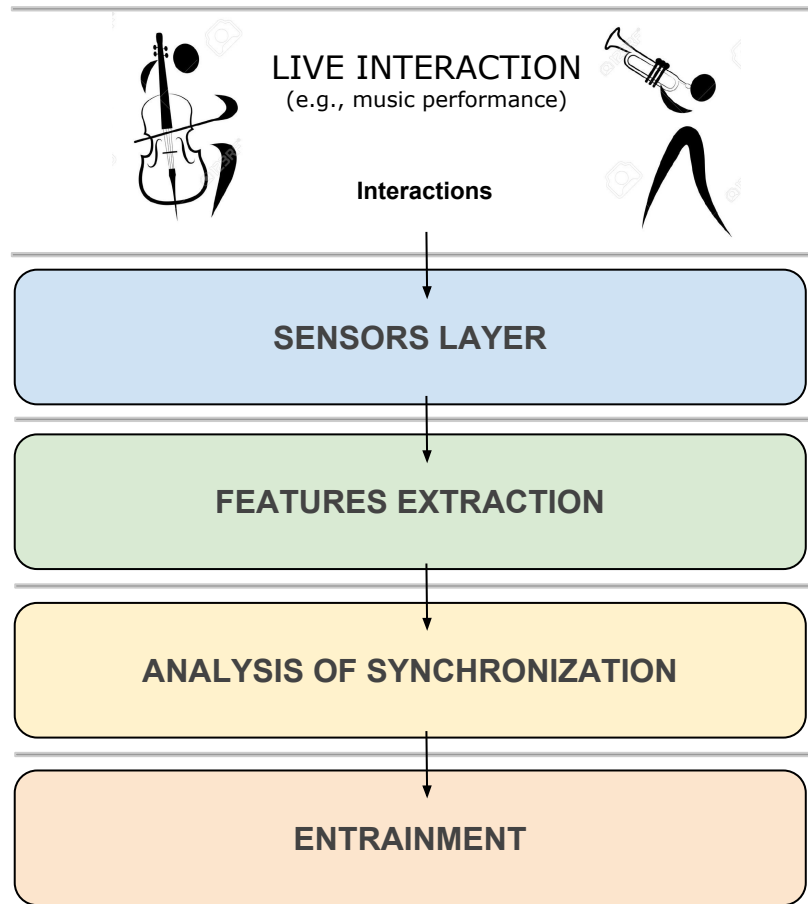 LIVE INTERACTION
(e.g., music performance)
Interactions
SENSORS LAYER
FEATURES EXTRACTION
ANALYSIS OF SYNCHRONIZATION
ENTRAINMENT